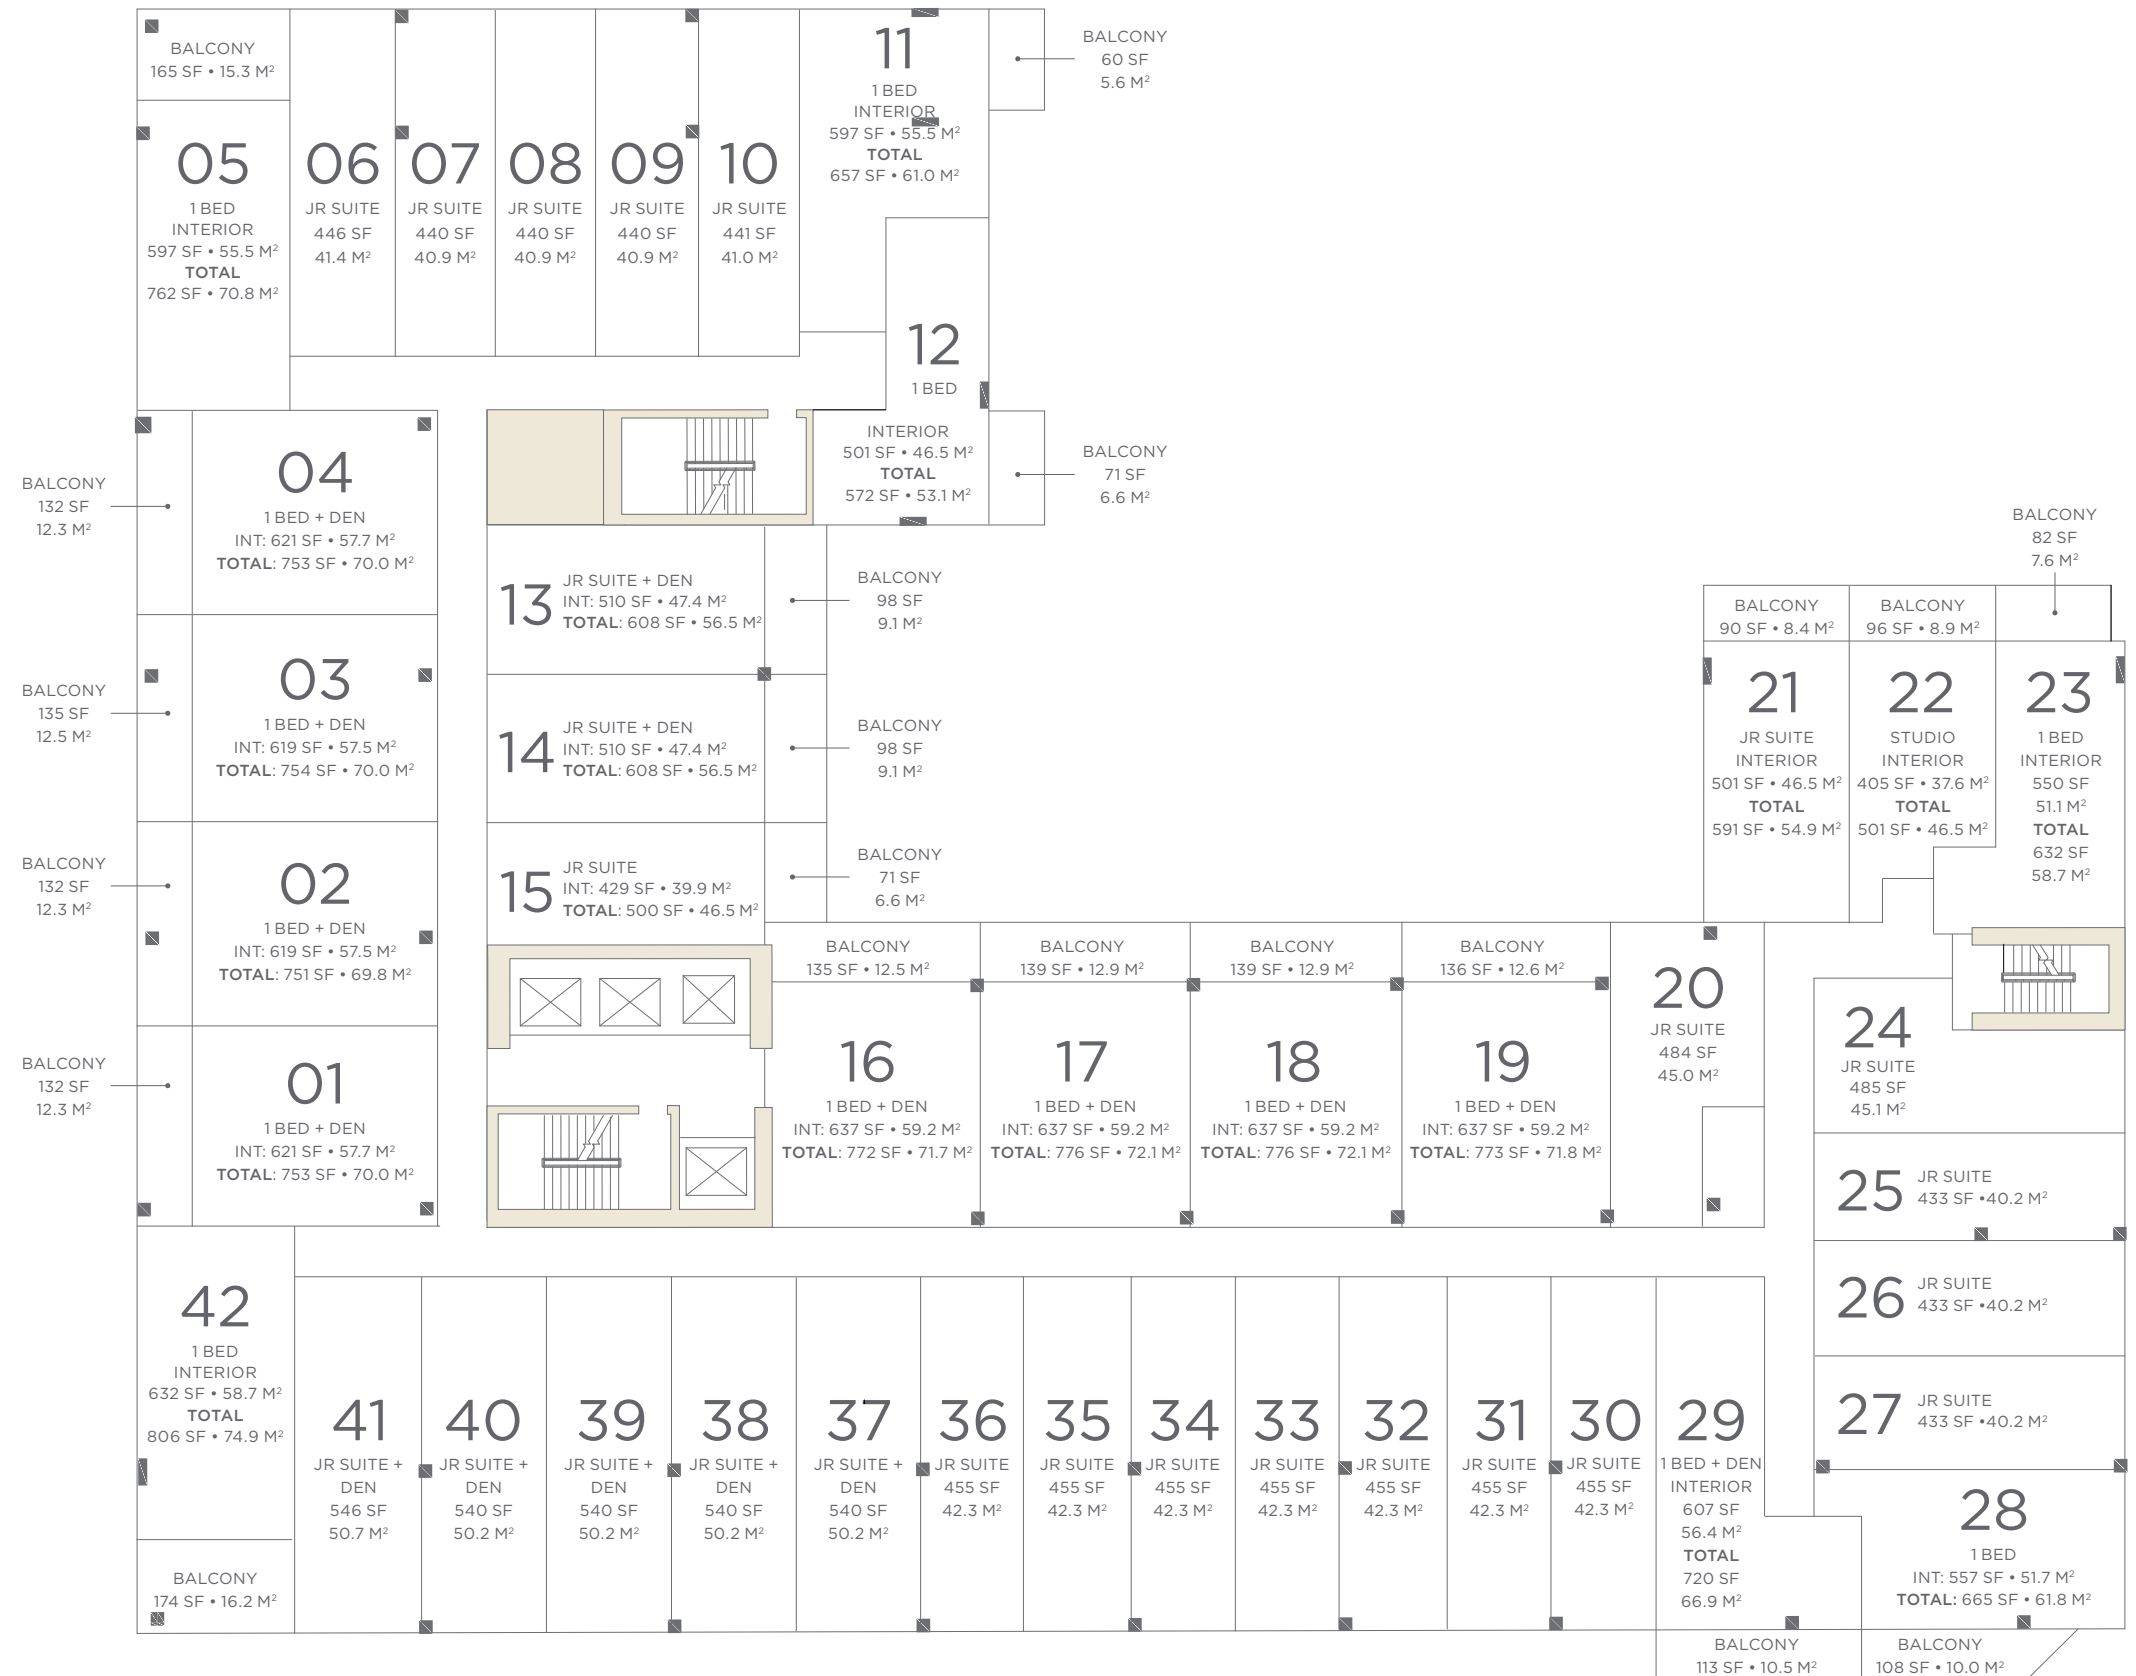 BALCONY
165 SF • 15.3 M²
05
1 BED
INTERIOR
597 SF • 55.5 M²
TOTAL
762 SF • 70.8 M²
06
JR SUITE
446 SF
41.4 M²
07
JR SUITE
440 SF
40.9 M²
08
JR SUITE
440 SF
40.9 M²
09
JR SUITE
440 SF
40.9 M²
10
JR SUITE
441 SF
41.0 M²
11
1 BED
INTERIOR
597 SF • 55.5 M²
TOTAL
657 SF • 61.0 M²
BALCONY
60 SF
5.6 M²
12
1 BED
INTERIOR
501 SF • 46.5 M²
TOTAL
572 SF • 53.1 M²
BALCONY
71 SF
6.6 M²
BALCONY
132 SF
12.3 M²
04
1 BED + DEN
INT: 621 SF • 57.7 M²
TOTAL: 753 SF • 70.0 M²
BALCONY
135 SF
12.5 M²
03
1 BED + DEN
INT: 619 SF • 57.5 M²
TOTAL: 754 SF • 70.0 M²
BALCONY
132 SF
12.3 M²
02
1 BED + DEN
INT: 619 SF • 57.5 M²
TOTAL: 751 SF • 69.8 M²
BALCONY
132 SF
12.3 M²
01
1 BED + DEN
INT: 621 SF • 57.7 M²
TOTAL: 753 SF • 70.0 M²
13
JR SUITE + DEN
INT: 510 SF • 47.4 M²
TOTAL: 608 SF • 56.5 M²
BALCONY
98 SF
9.1 M²
14
JR SUITE + DEN
INT: 510 SF • 47.4 M²
TOTAL: 608 SF • 56.5 M²
BALCONY
98 SF
9.1 M²
15
JR SUITE
INT: 429 SF • 39.9 M²
TOTAL: 500 SF • 46.5 M²
BALCONY
71 SF
6.6 M²
BALCONY
135 SF • 12.5 M²
16
1 BED + DEN
INT: 637 SF • 59.2 M²
TOTAL: 772 SF • 71.7 M²
BALCONY
139 SF • 12.9 M²
17
1 BED + DEN
INT: 637 SF • 59.2 M²
TOTAL: 776 SF • 72.1 M²
BALCONY
139 SF • 12.9 M²
18
1 BED + DEN
INT: 637 SF • 59.2 M²
TOTAL: 776 SF • 72.1 M²
BALCONY
136 SF • 12.6 M²
19
1 BED + DEN
INT: 637 SF • 59.2 M²
TOTAL: 773 SF • 71.8 M²
20
JR SUITE
484 SF
45.0 M²
BALCONY
90 SF • 8.4 M²
21
JR SUITE
INTERIOR
501 SF • 46.5 M²
TOTAL
591 SF • 54.9 M²
BALCONY
96 SF • 8.9 M²
22
STUDIO
INTERIOR
405 SF • 37.6 M²
TOTAL
501 SF • 46.5 M²
BALCONY
82 SF
7.6 M²
23
1 BED
INTERIOR
550 SF
51.1 M²
TOTAL
632 SF
58.7 M²
24
JR SUITE
485 SF
45.1 M²
25
JR SUITE
433 SF •40.2 M²
26
JR SUITE
433 SF •40.2 M²
27
JR SUITE
433 SF •40.2 M²
28
1 BED
INT: 557 SF • 51.7 M²
TOTAL: 665 SF • 61.8 M²
BALCONY
108 SF • 10.0 M²
42
1 BED
INTERIOR
632 SF • 58.7 M²
TOTAL
806 SF • 74.9 M²
BALCONY
174 SF • 16.2 M²
41
JR SUITE +
DEN
546 SF
50.7 M²
40
JR SUITE +
DEN
540 SF
50.2 M²
39
JR SUITE +
DEN
540 SF
50.2 M²
38
JR SUITE +
DEN
540 SF
50.2 M²
37
JR SUITE +
DEN
540 SF
50.2 M²
36
JR SUITE
455 SF
42.3 M²
35
JR SUITE
455 SF
42.3 M²
34
JR SUITE
455 SF
42.3 M²
33
JR SUITE
455 SF
42.3 M²
32
JR SUITE
455 SF
42.3 M²
31
JR SUITE
455 SF
42.3 M²
30
JR SUITE
455 SF
42.3 M²
29
1 BED + DEN
INTERIOR
607 SF
56.4 M²
TOTAL
720 SF
66.9 M²
BALCONY
113 SF • 10.5 M²